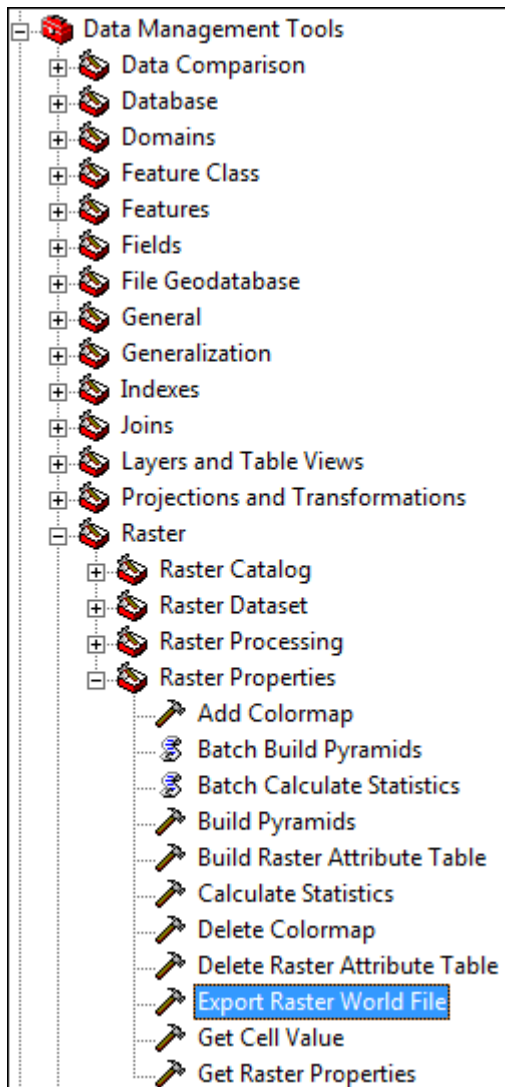 Data Management Tools
Data Comparison
Database
Domains
Feature Class
Features
Fields
File Geodatabase
General
Generalization
Indexes
Joins
Layers and Table Views
Projections and Transformations
Raster
Raster Catalog
Raster Dataset
Raster Processing
Raster Properties
Add Colormap
Batch Build Pyramids
Batch Calculate Statistics
Build Pyramids
Build Raster Attribute Table
Calculate Statistics
Delete Colormap
Delete Raster Attribute Table
Export Raster World File
Get Cell Value
Get Raster Properties